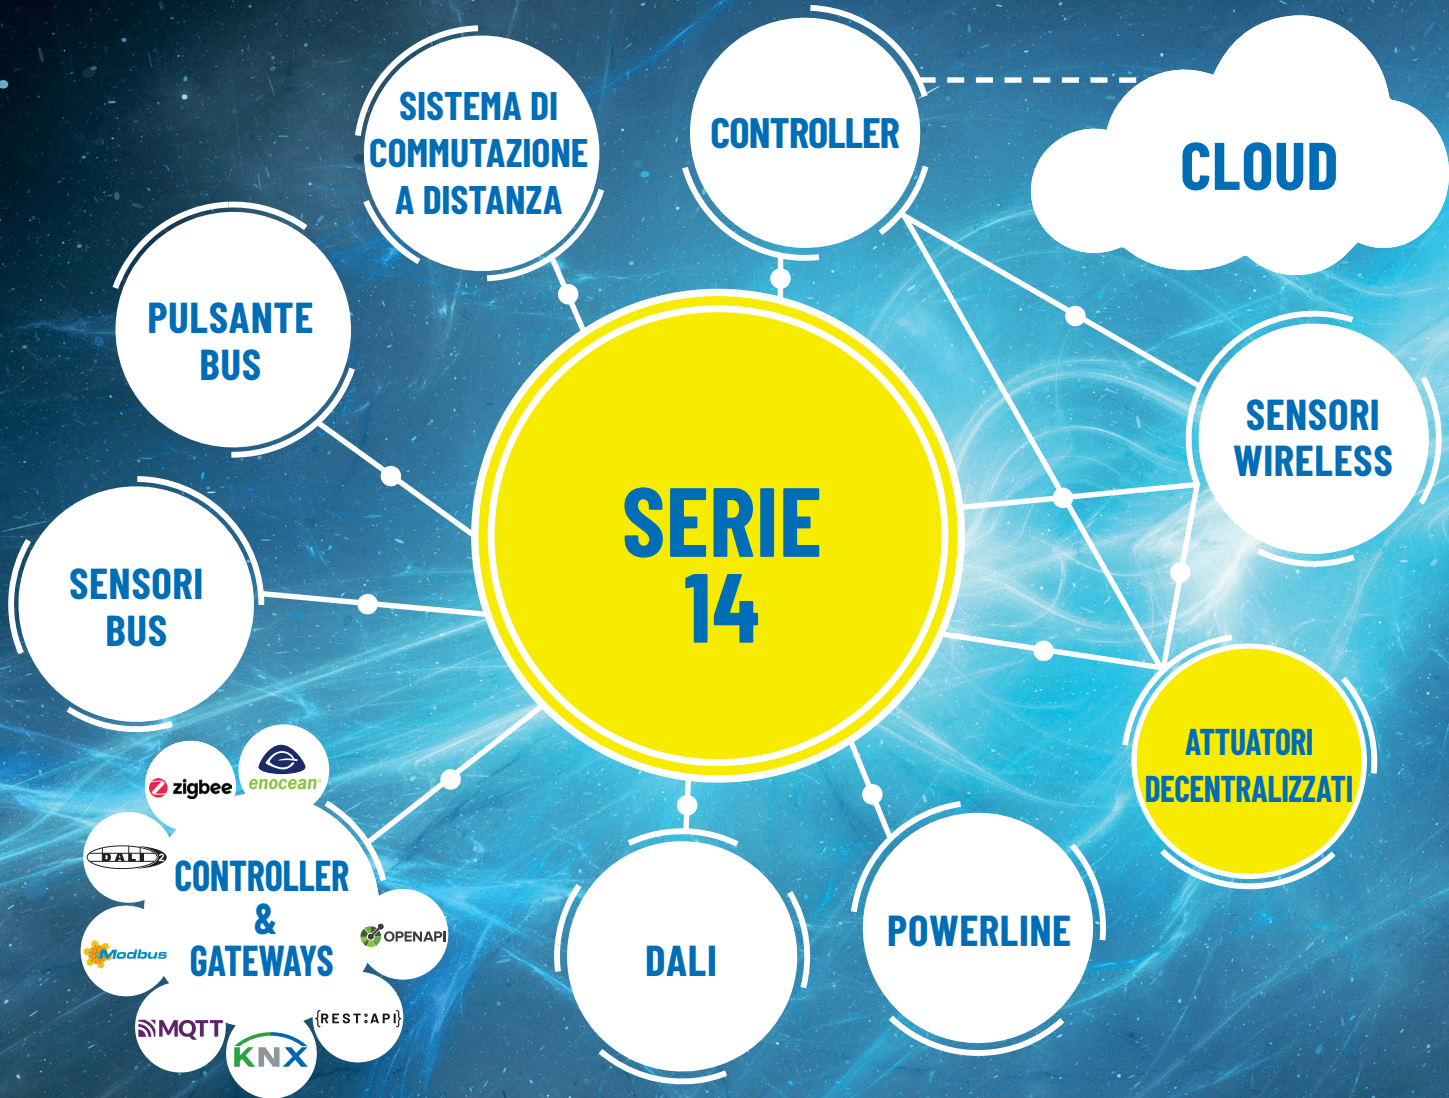 SISTEMA DI
COMMUTAZIONE
A DISTANZA
CONTROLLER
CLOUD
PULSANTE
BUS
SENSORI
WIRELESS
SERIE
14
SENSORI
BUS
ATTUATORI
DECENTRALIZZATI
zigbee
enocean®
DALI 2
CONTROLLER
&
GATEWAYS
OPENAPI
Modbus
MQTT
{REST:API}
KNX
DALI
POWERLINE